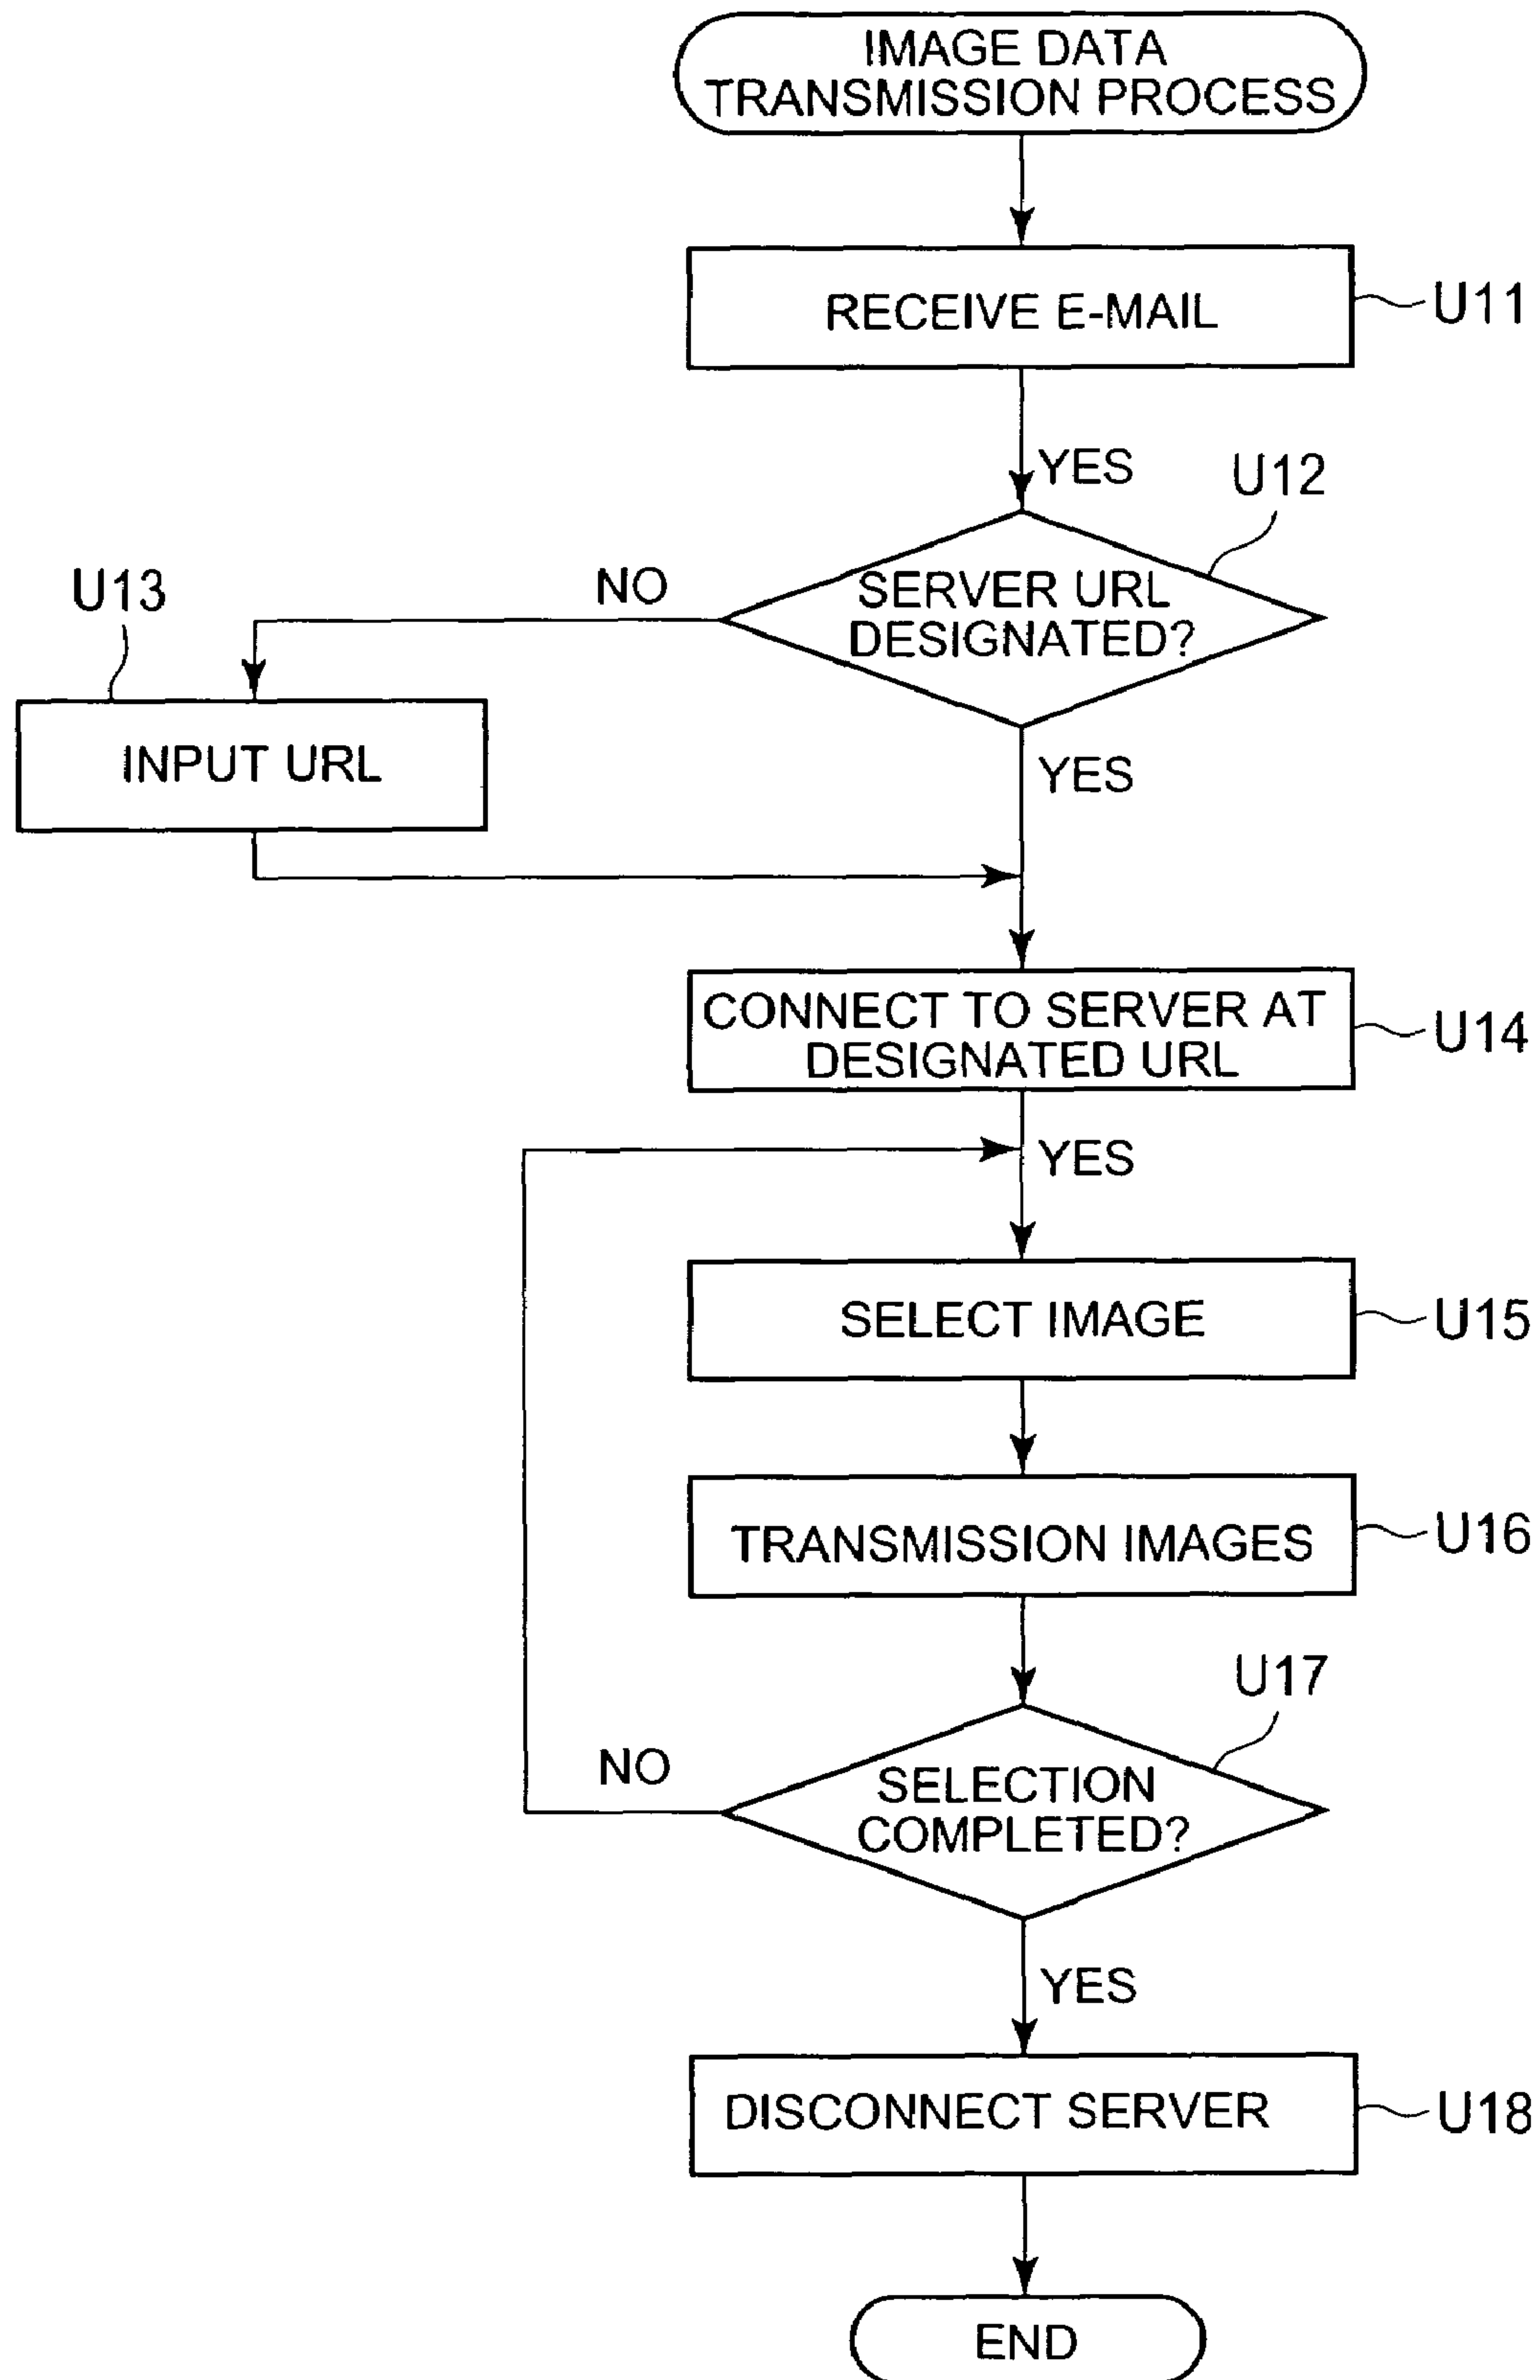 IMAGE DATA
TRANSMISSION PROCESS
RECEIVE E-MAIL
U11
YES
U12
SERVER URL
DESIGNATED?
NO
U13
INPUT URL
YES
CONNECT TO SERVER AT
DESIGNATED URL
U14
YES
SELECT IMAGE
U15
TRANSMISSION IMAGES
U16
U17
NO
SELECTION
COMPLETED?
YES
DISCONNECT SERVER
U18
END